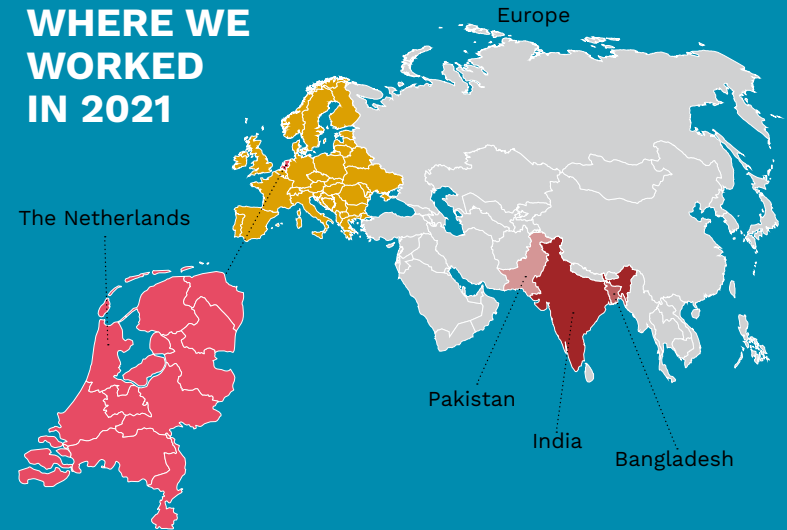 WHERE WE
WORKED
IN 2021
Europe
The Netherlands
Pakistan
India
Bangladesh